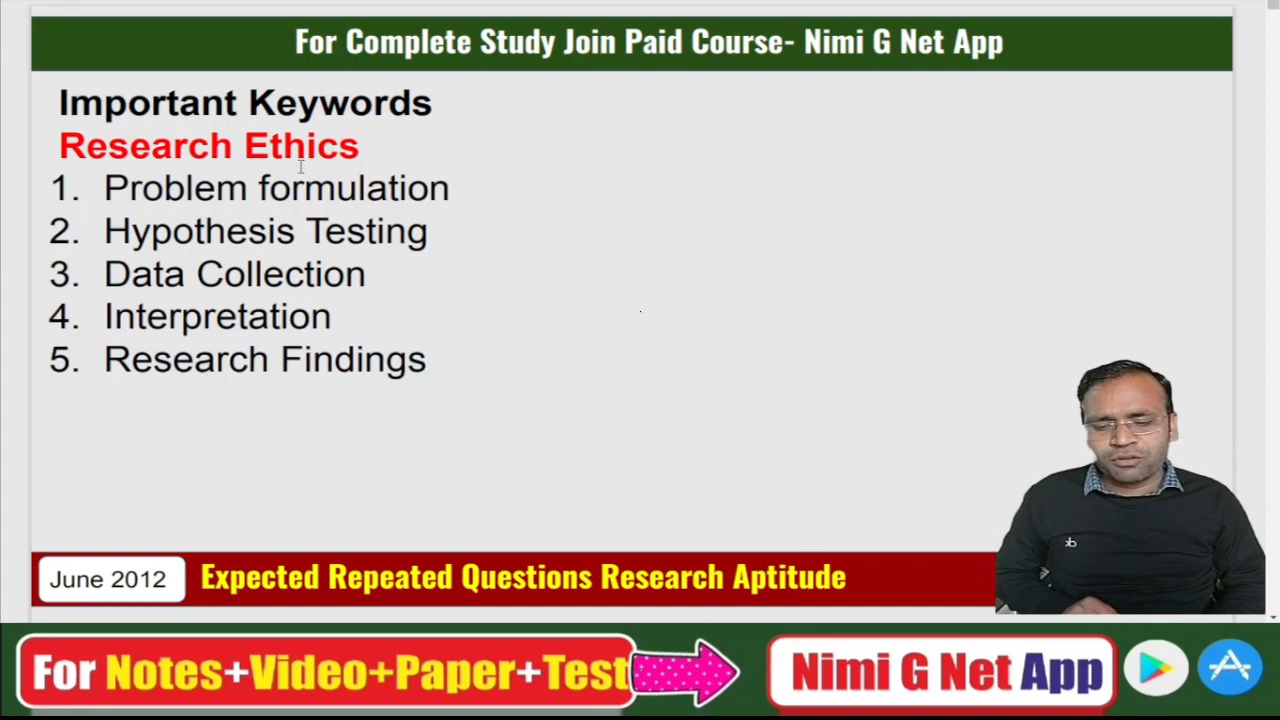 For Complete Study Join Paid Course- Nimi G Net App
Important Keywords
Research Ethics
1. Problem formulation
2. Hypothesis Testing
3. Data Collection
4. Interpretation
5. Research Findings
June 2012 Expected Repeated Questions Research Aptitude
For Notes+Video+Paper+Test Nimi G Net App